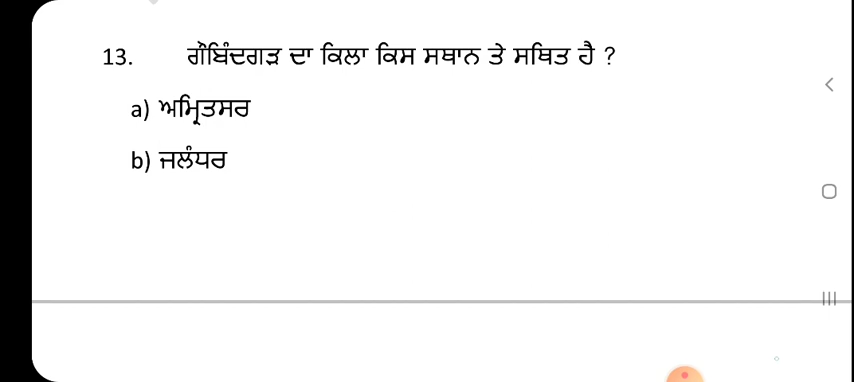 13. ਗੋਬਿੰਦਗੜ ਦਾ ਕਿਲਾ ਕਿਸ ਸਥਾਨ ਤੇ ਸਥਿਤ ਹੈ ?
a) ਅਮ੍ਰਿਤਸਰ
b) ਜਲੰਧਰ